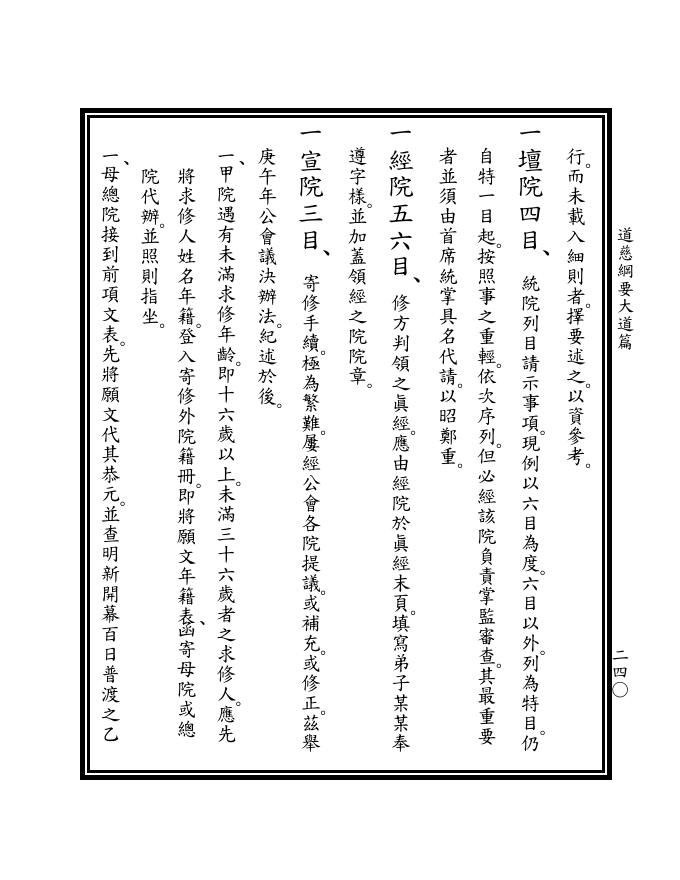 道慈綱要大道篇
二四〇
行。而未載入細則者。擇要述之。以資參考。
一壇院四目、統院列目請示事項。現例以六目為度。六目以外。列為特目。仍
自特一目起。按照事之重輕。依次序列。但必經該院負責掌監審查。其最重要
者並須由首席統掌具名代請。以昭鄭重。
一經院五六目、修方判領之眞經。應由經院於眞經末頁。填寫弟子某某奉
遵字樣。並加蓋領經之院院章。
一宣院三目、寄修手續。極為繁難。屢經公會各院提議。或補充。或修正。茲舉
庚午年公會議決辦法。紀述於後。
一、甲院遇有未滿求修年齡。即十六歲以上。未滿三十六歲者之求修人。應先
將求修人姓名年籍。登入寄修外院籍冊。即將願文年籍表、函寄母院或總
院代辦。並照則指坐。
一、母總院接到前項文表。先將願文代其恭元。並查明新開幕百日普渡之乙